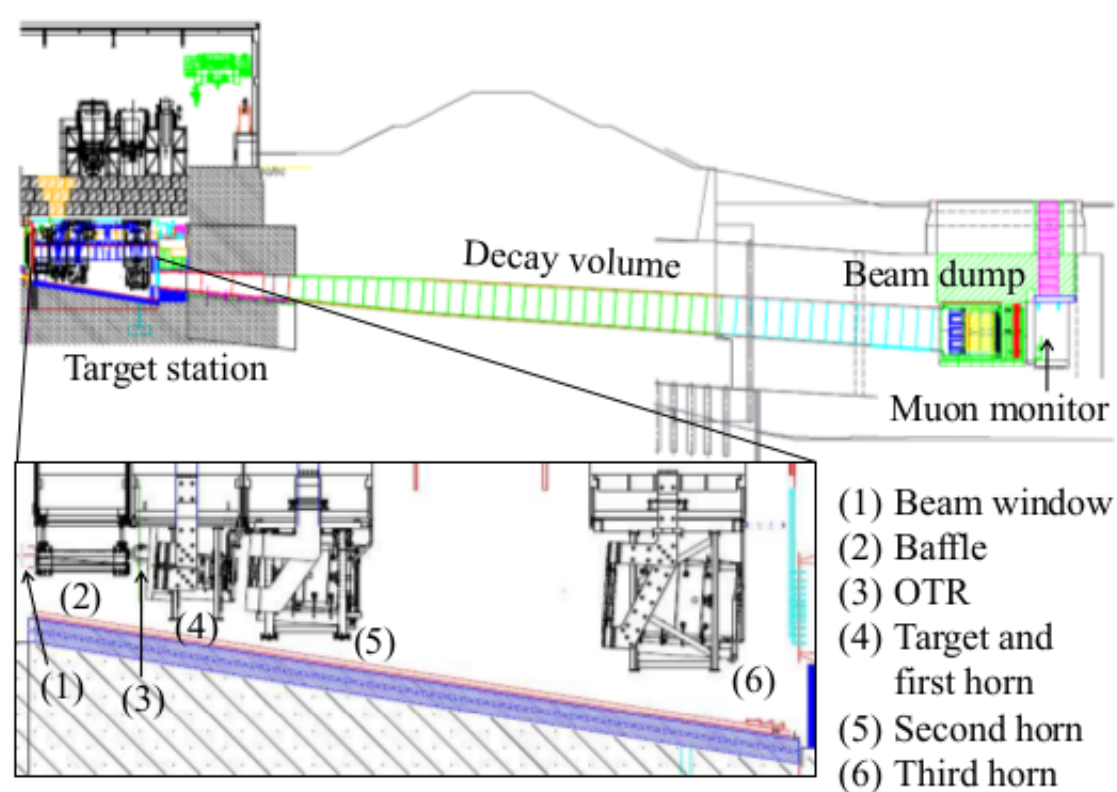 Decay volume
Beam dump
Target station
Muon monitor
(1) Beam window
(2) Baffle
(3) OTR
(4) Target and
first horn
(5) Second horn
(6) Third horn
(2)
(4)
(5)
(6)
(1)
(3)